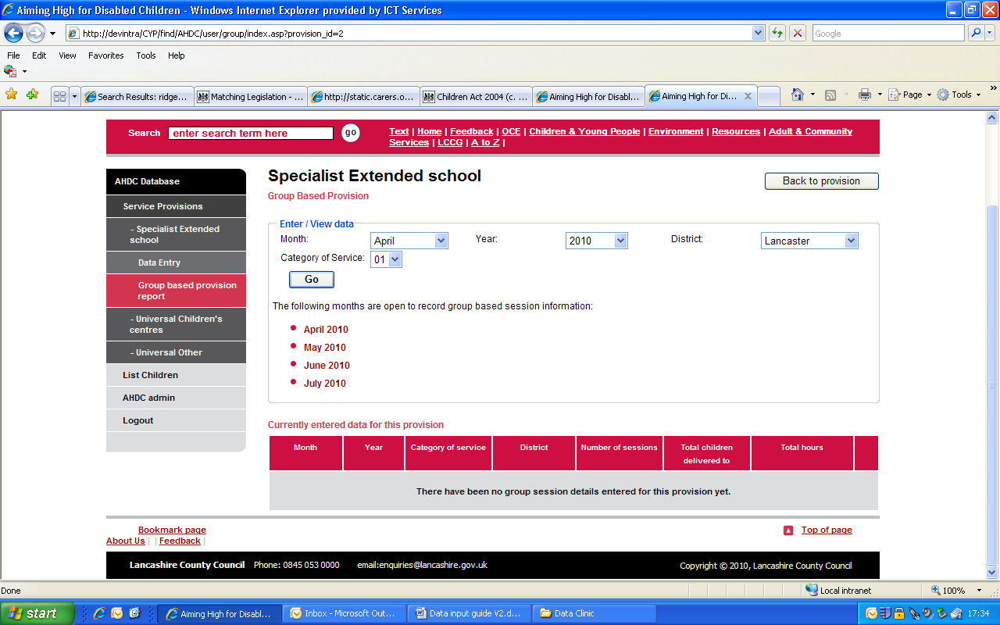 Aiming High for Disabled Children - Windows Internet Explorer provided by ICT Services
http://devintra/CYP/find/AHDC/user/group/index.asp?provision_id=2
Google
File Edit View Favorites Tools Help
Search Results: ridge... Matching Legislation - ... http://static.carers.o... Children Act 2004 (c. ... Aiming High for Disabl... Aiming High for Di... Page Tools
Search enter search term here go
Text | Home | Feedback | OCE | Children & Young People | Environment | Resources | Adult & Community
Services | LCCG | A to Z |
AHDC Database
Service Provisions
- Specialist Extended
school
Data Entry
Group based provision
report
- Universal Children's
centres
- Universal Other
List Children
AHDC admin
Logout
Specialist Extended school
Back to provision
Group Based Provision
Enter / View data
Month: April Year: 2010 District: Lancaster
Category of Service: 01
Go
The following months are open to record group based session information:
April 2010
May 2010
June 2010
July 2010
Currently entered data for this provision
Month Year Category of service District Number of sessions Total children Total hours
delivered to
There have been no group session details entered for this provision yet.
Bookmark page
Top of page
About Us | | Feedback |
Lancashire County Council Phone: 0845 053 0000 email:enquiries@lancashire.gov.uk Copyright © 2010, Lancashire County Council
Done Local intranet 100%
start Aiming High for Disabl... Inbox - Microsoft Out... Data input guide V2.d... Data Clinic 17:34